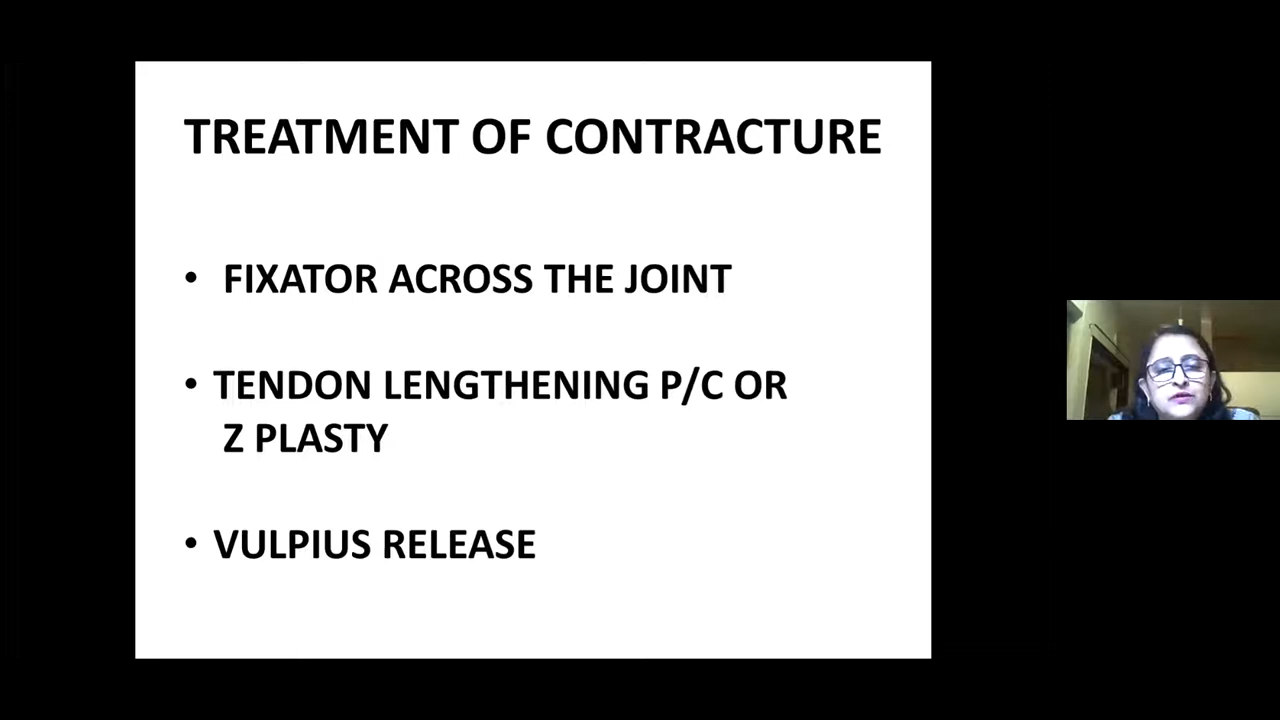 TREATMENT OF CONTRACTURE
• FIXATOR ACROSS THE JOINT
• TENDON LENGTHENING P/C OR
Z PLASTY
• VULPIUS RELEASE